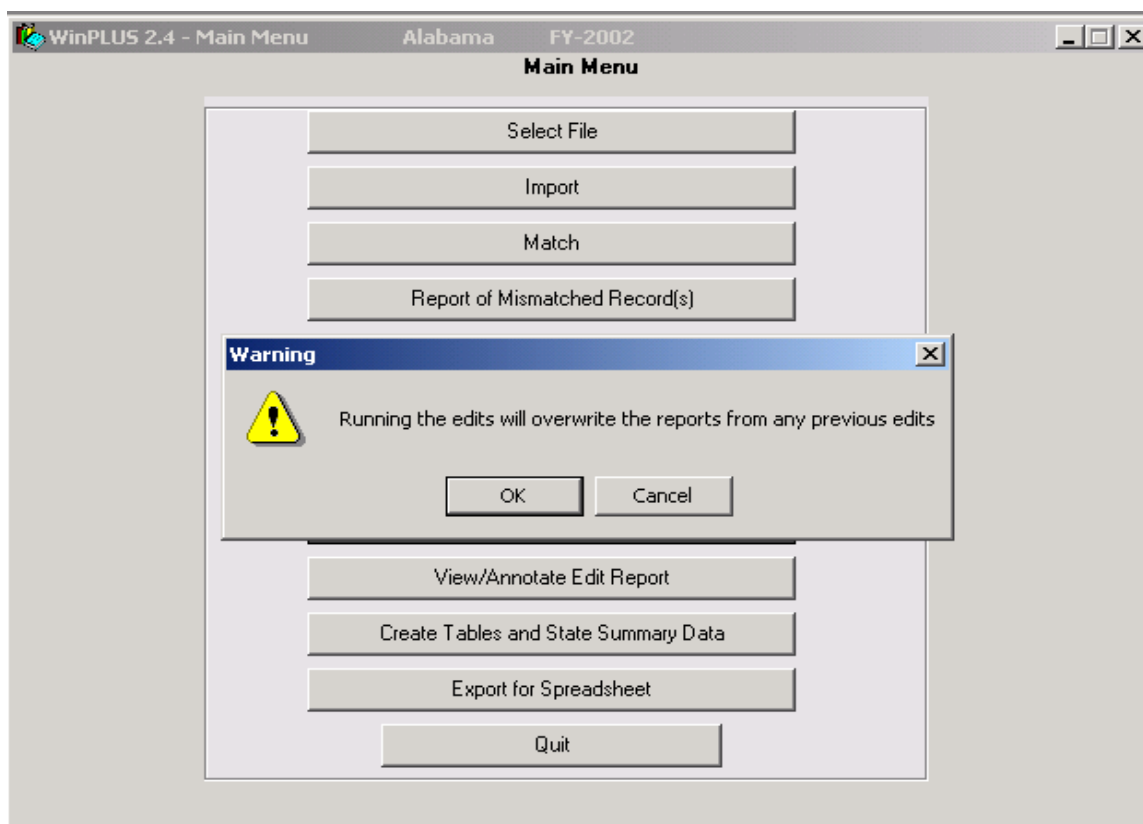 WinPLUS 2.4 - Main Menu Alabama FY-2002
Main Menu
Select File
Import
Match
Report of Mismatched Record(s)
Warning
Running the edits will overwrite the reports from any previous edits
OK Cancel
View/Annotate Edit Report
Create Tables and State Summary Data
Export for Spreadsheet
Quit